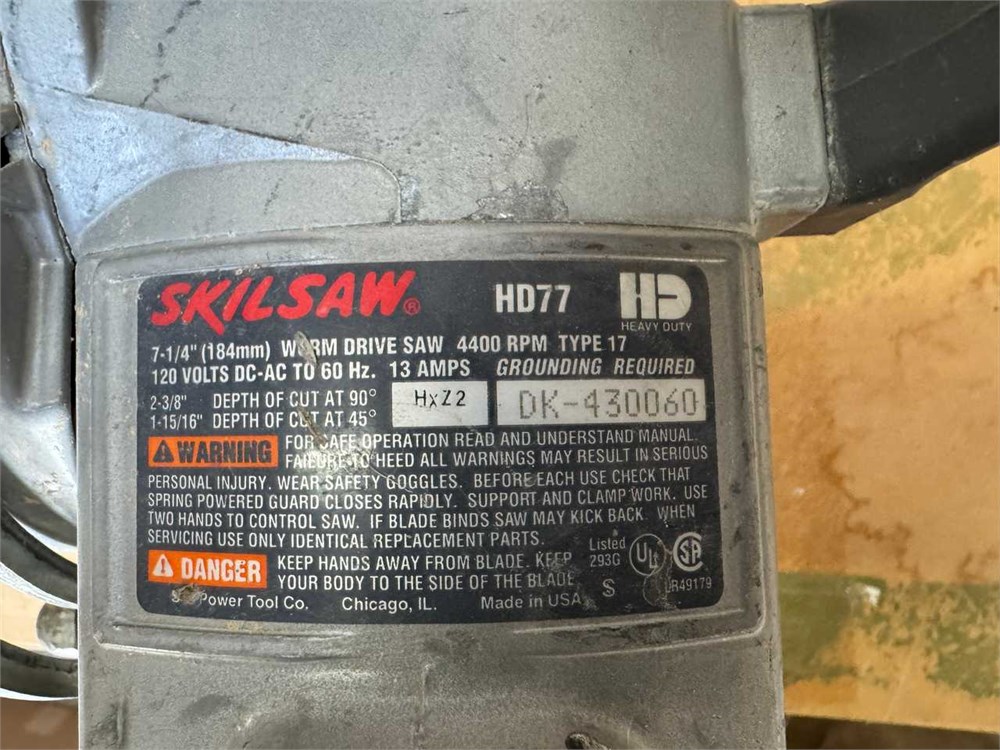 SKILSAW® HD77 HD
HEAVY DUTY
7-1/4" (184mm) WORM DRIVE SAW 4400 RPM TYPE 17
120 VOLTS DC-AC TO 60 Hz. 13 AMPS GROUNDING REQUIRED
2-3/8" DEPTH OF CUT AT 90° HxZ2 DK-430060
1-15/16" DEPTH OF CUT AT 45°
WARNING FOR SAFE OPERATION READ AND UNDERSTAND MANUAL.
FAILURE TO HEED ALL WARNINGS MAY RESULT IN SERIOUS
PERSONAL INJURY. WEAR SAFETY GOGGLES. BEFORE EACH USE CHECK THAT
SPRING POWERED GUARD CLOSES RAPIDLY. SUPPORT AND CLAMP WORK. USE
TWO HANDS TO CONTROL SAW. IF BLADE BINDS SAW MAY KICK BACK. WHEN
SERVICING USE ONLY IDENTICAL REPLACEMENT PARTS.
Listed
293G UL SA
DANGER KEEP HANDS AWAY FROM BLADE. KEEP
YOUR BODY TO THE SIDE OF THE BLADE
S LR49179
Power Tool Co. Chicago, IL. Made in USA